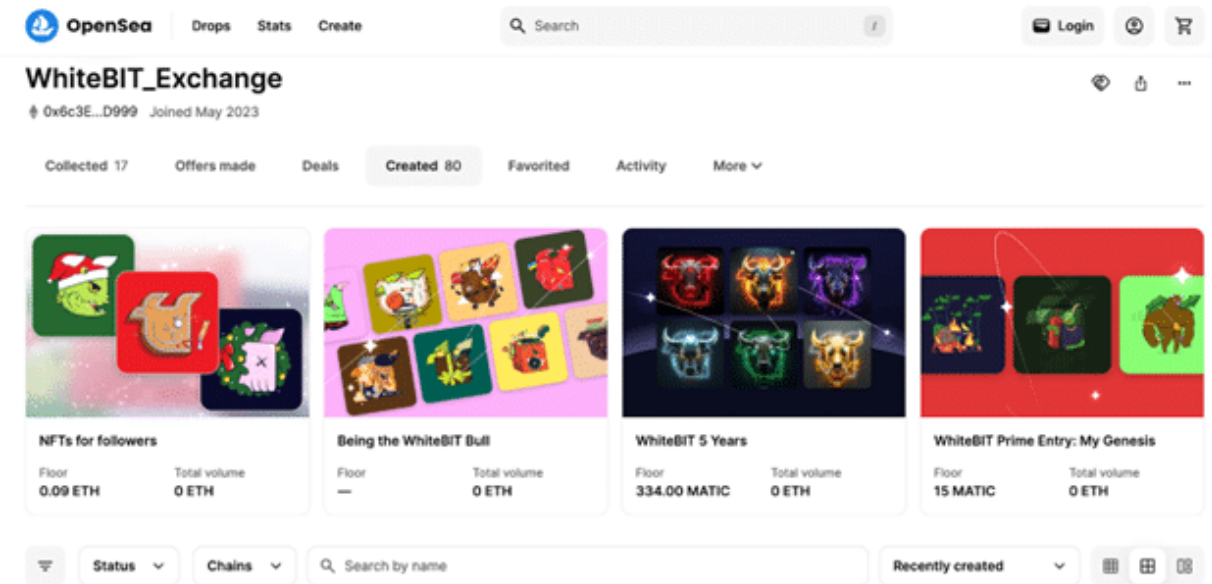 OpenSea Drops Stats Create Search / Login
WhiteBIT_Exchange
0x6c3E...D999 Joined May 2023
Collected 17 Offers made Deals Created 80 Favorited Activity More
NFTs for followers Being the WhiteBIT Bull WhiteBIT 5 Years WhiteBIT Prime Entry: My Genesis
Floor Total volume Floor Total volume Floor Total volume Floor Total volume
0.09 ETH 0 ETH — 0 ETH 334.00 MATIC 0 ETH 15 MATIC 0 ETH
Status Chains Search by name Recently created